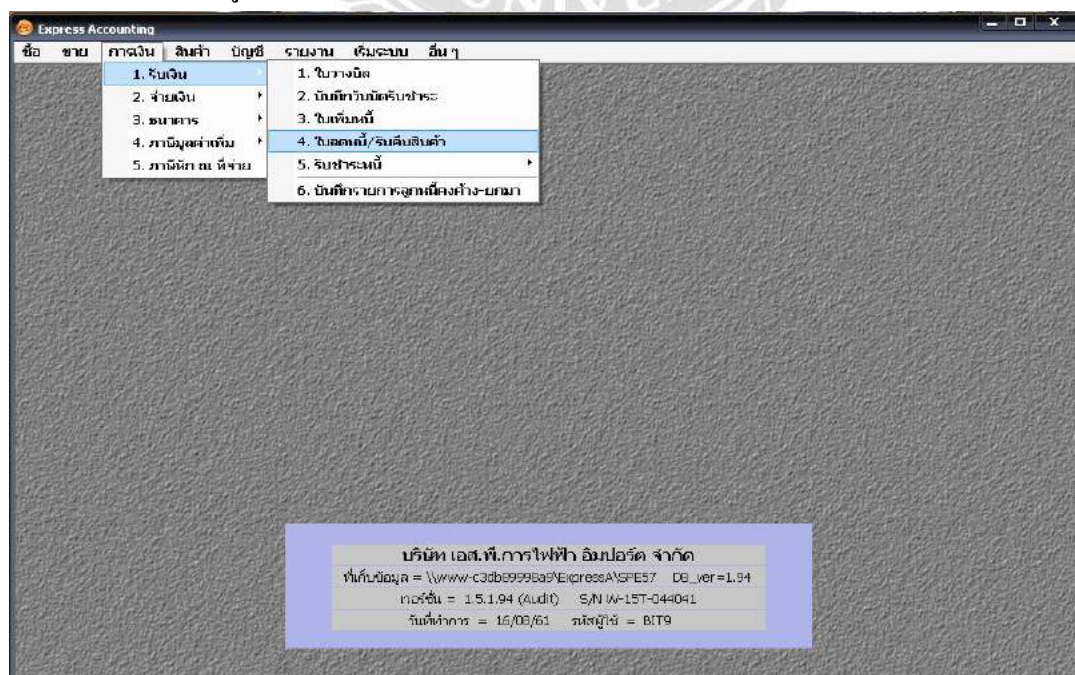 Express Accounting
ซื้อ ขาย การเงิน สินค้า บัญชี รายงาน เริ่มระบบ อื่น ๆ
1. รับเงิน
2. จ่ายเงิน
3. ธนาคาร
4. ภาษีมูลค่าเพิ่ม
5. ภาษีหัก ณ ที่จ่าย
1. ใบวางบิล
2. บันทึกวันนัดรับชำระ
3. ใบเพิ่มหนี้
4. ใบลดหนี้/รับคืนสินค้า
5. รับชำระหนี้
6. บันทึกรายการลูกหนี้คงค้าง-ยกมา
บริษัท เอส.พี.การไฟฟ้า อิมปอร์ต จำกัด
ที่เก็บข้อมูล = \\www-c3db89998a9\ExpressA\SPE57 DB_ver=1.94
เวอร์ชั่น = 1.5.1.94 (Audit) S/N W-15T-044041
วันที่ทำการ = 16/08/61 รหัสผู้ใช้ = BIT9